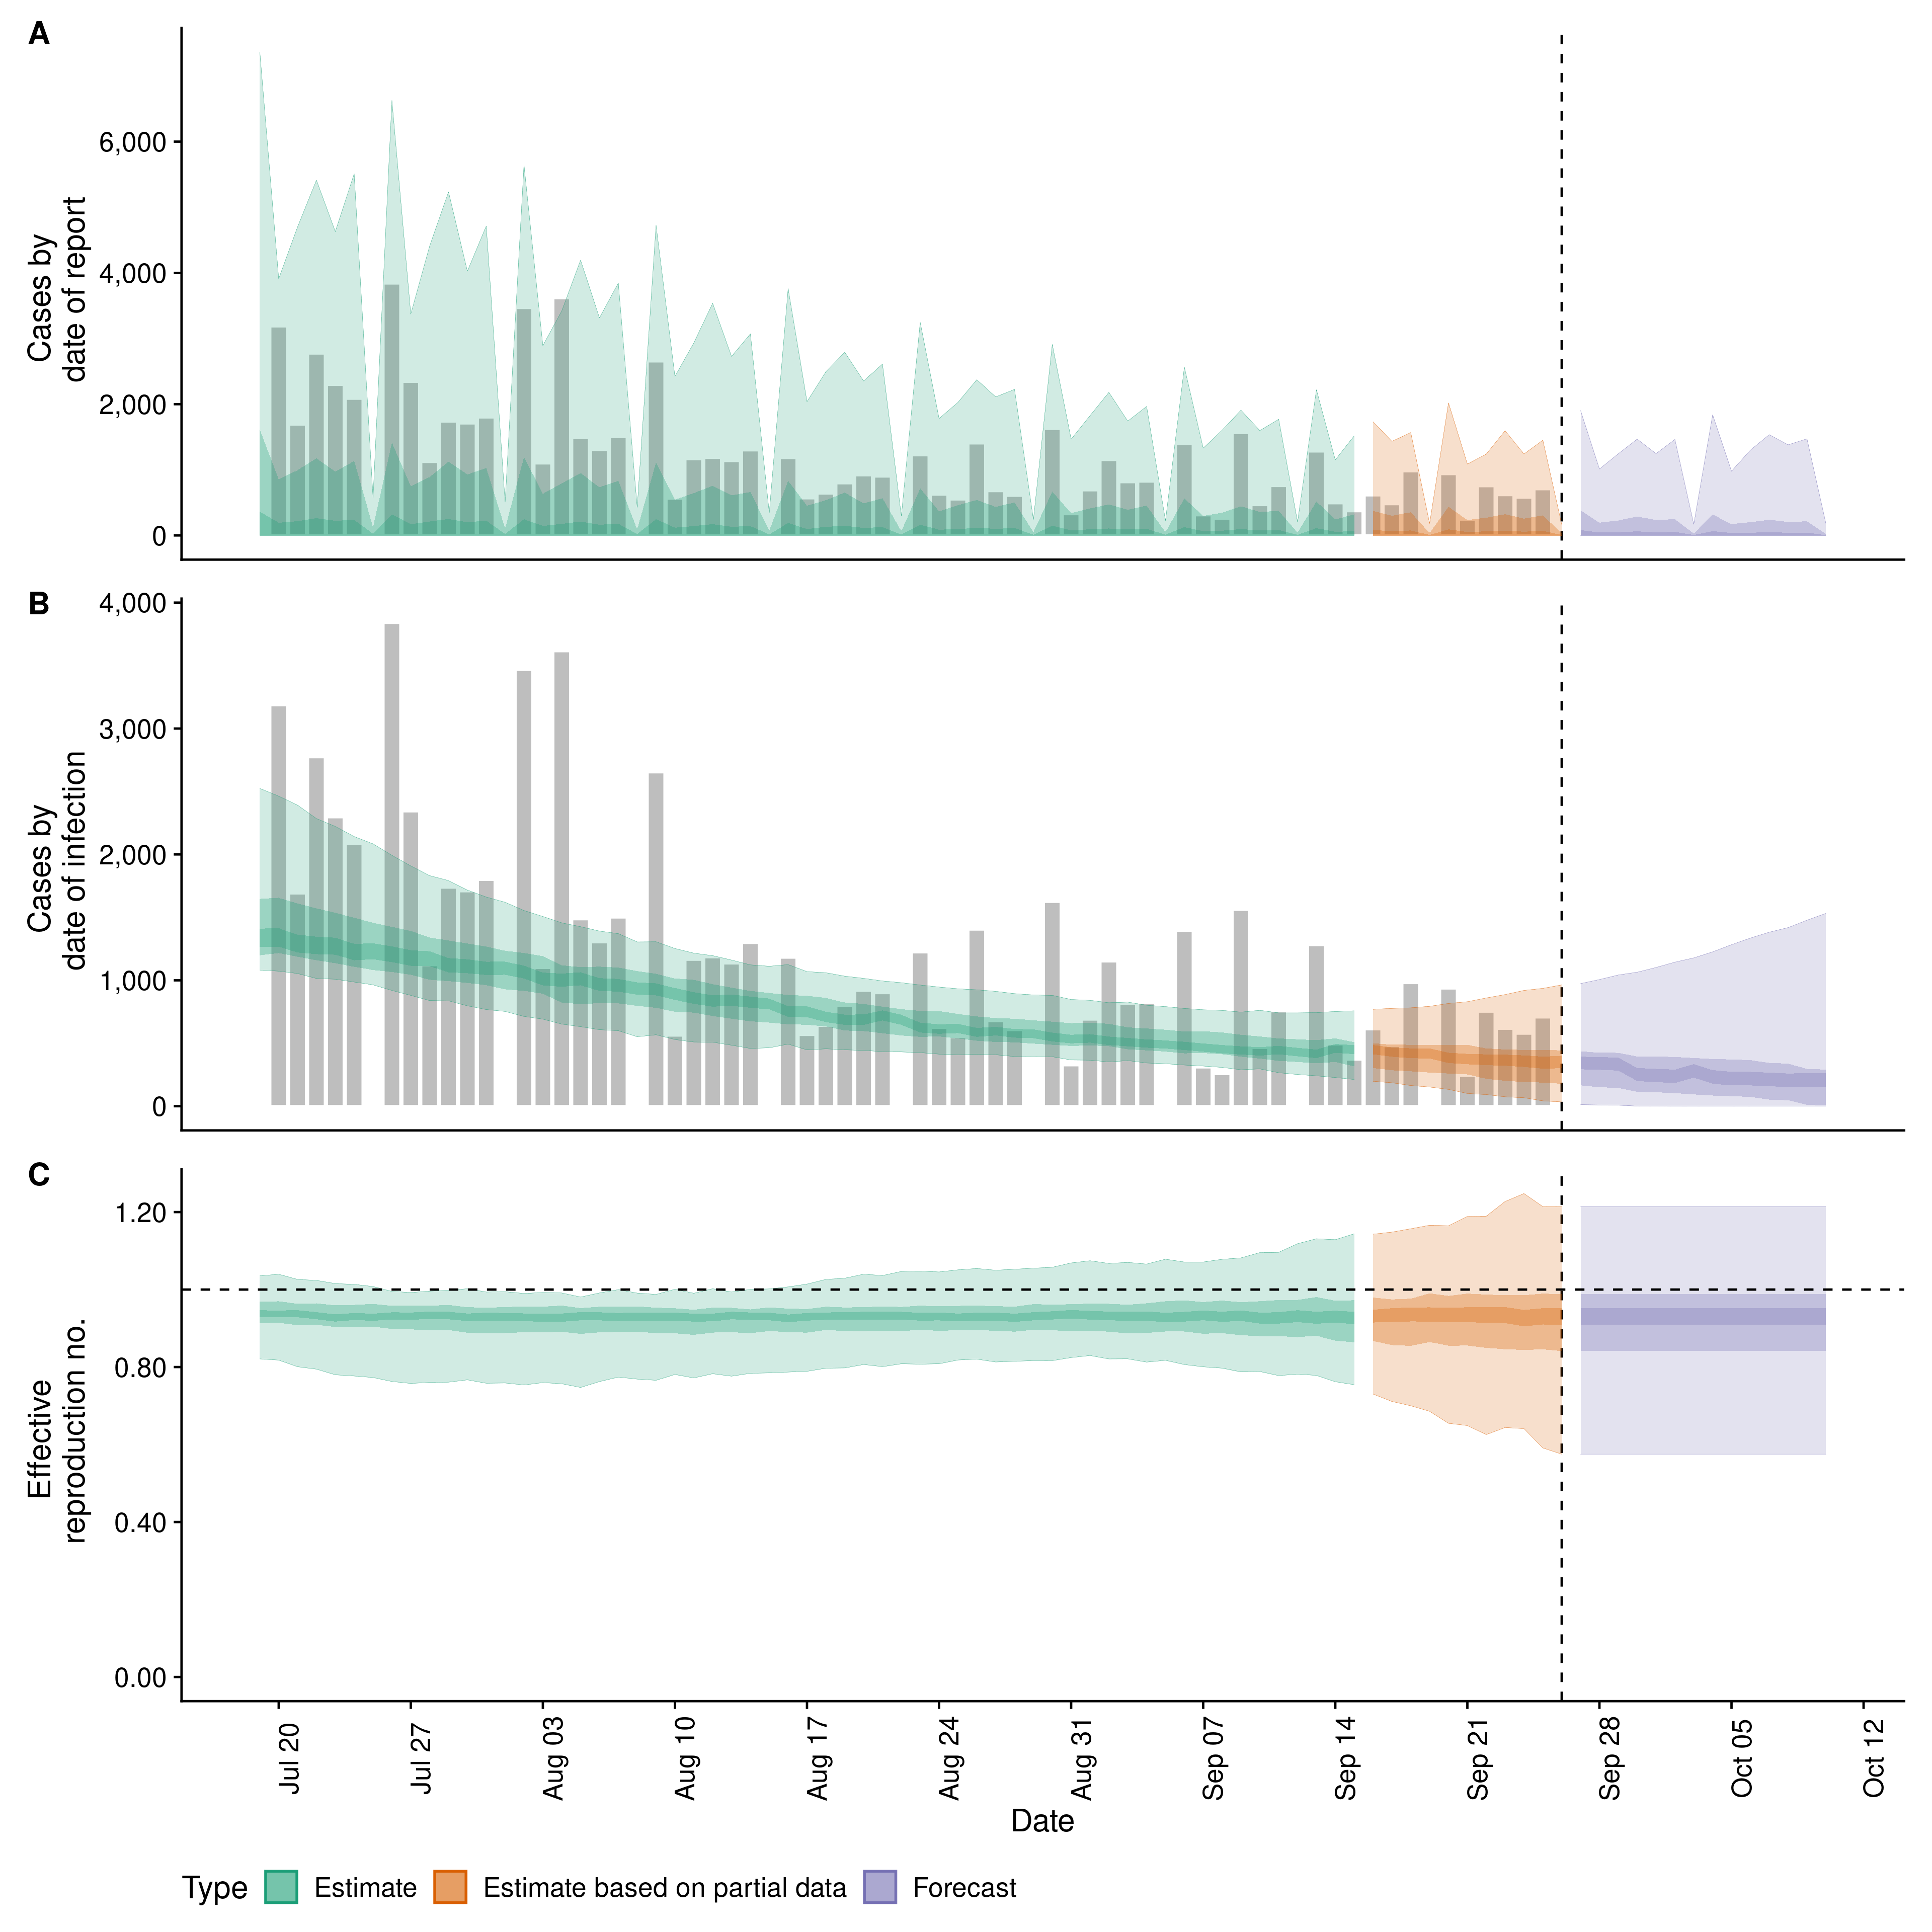 A
Cases by
date of report
6,000
4,000
2,000
0
B
Cases by
date of infection
4,000
3,000
2,000
1,000
0
C
Effective
reproduction no.
1.20
0.80
0.40
0.00
Jul 20
Jul 27
Aug 03
Aug 10
Aug 17
Aug 24
Aug 31
Sep 07
Sep 14
Sep 21
Sep 28
Oct 05
Oct 12
Date
Type Estimate Estimate based on partial data Forecast